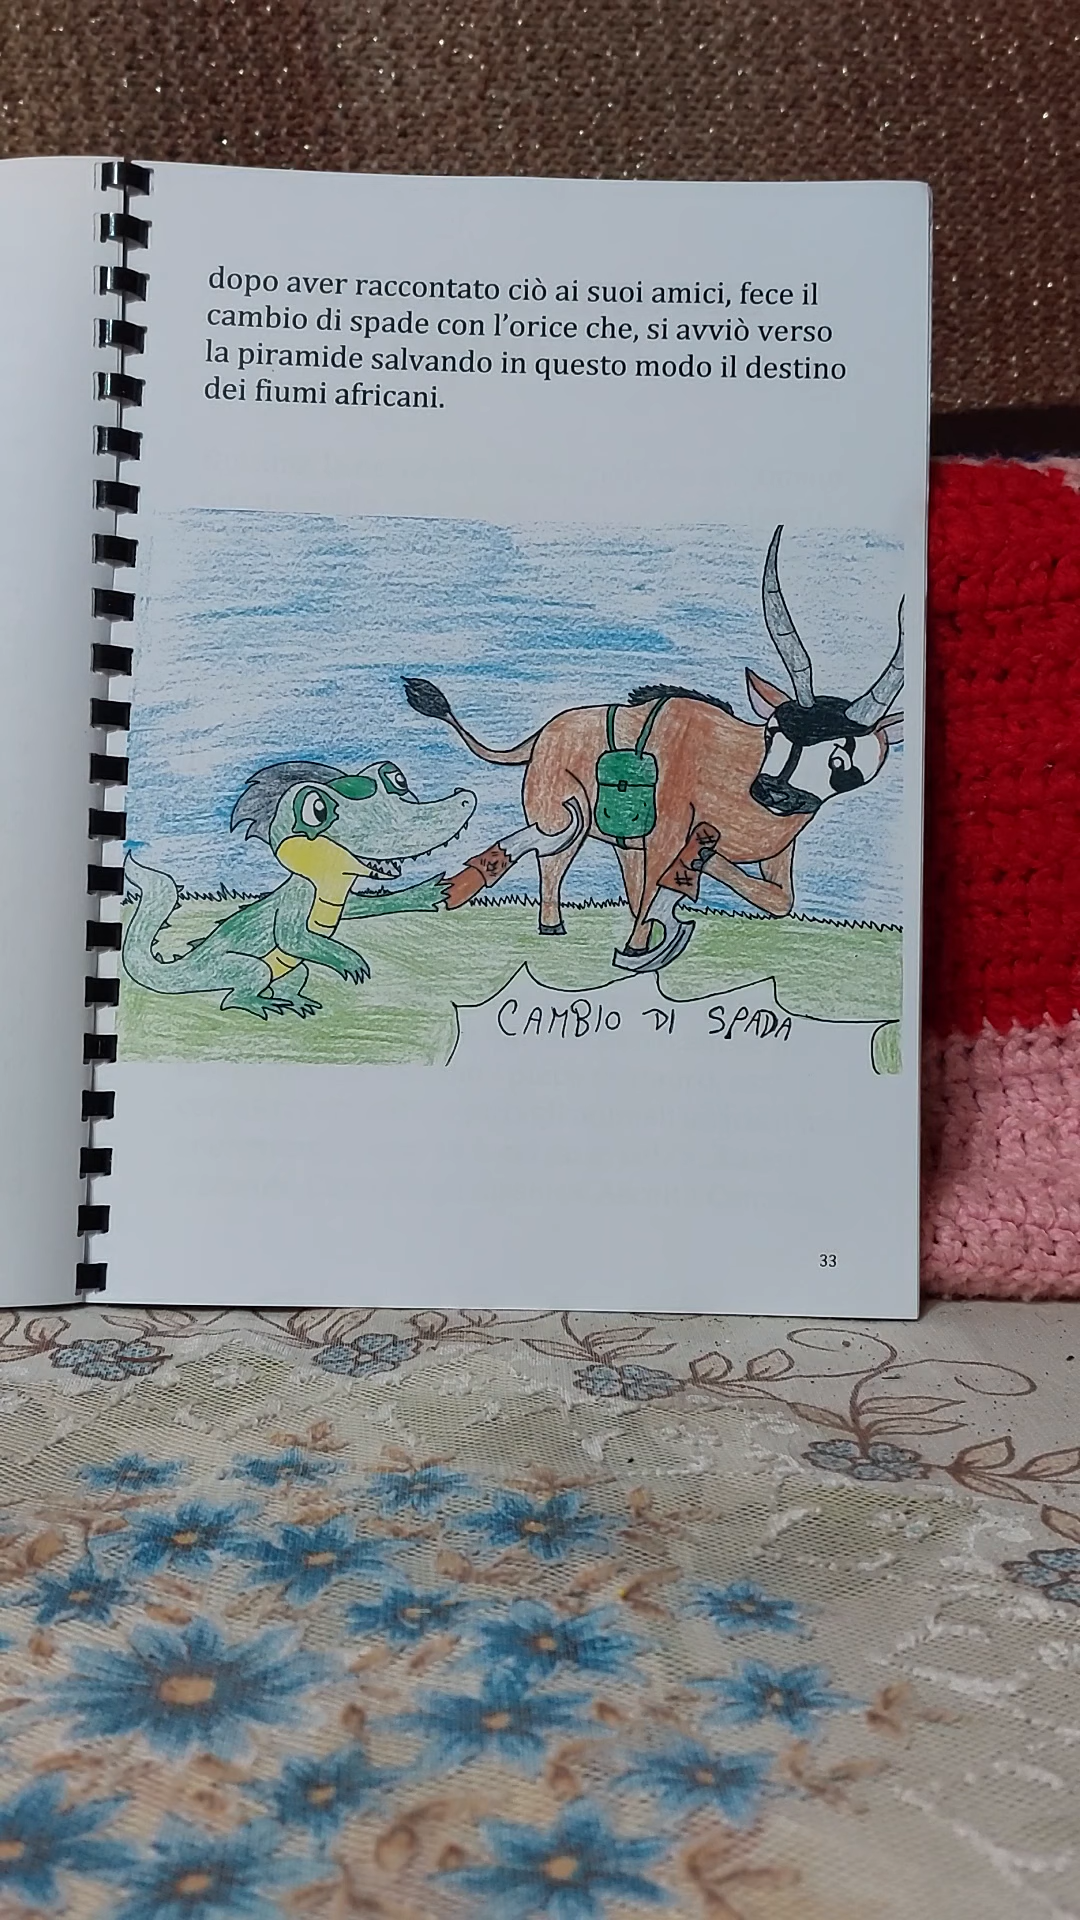 dopo aver raccontato ciò ai suoi amici, fece il
cambio di spade con l'orice che, si avviò verso
la piramide salvando in questo modo il destino
dei fiumi africani.
CAMBIO DI SPADA
33